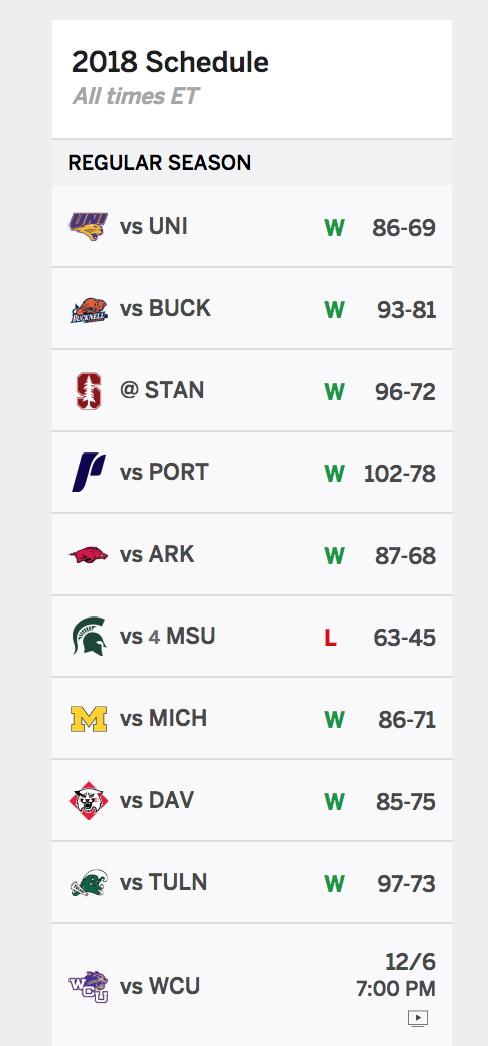 2018 Schedule
All times ET
REGULAR SEASON
UNI vs UNI W 86-69
BUCKNELL vs BUCK W 93-81
S @ STAN W 96-72
vs PORT W 102-78
vs ARK W 87-68
vs 4 MSU L 63-45
M vs MICH W 86-71
vs DAV W 85-75
vs TULN W 97-73
12/6
WCU vs WCU 7:00 PM